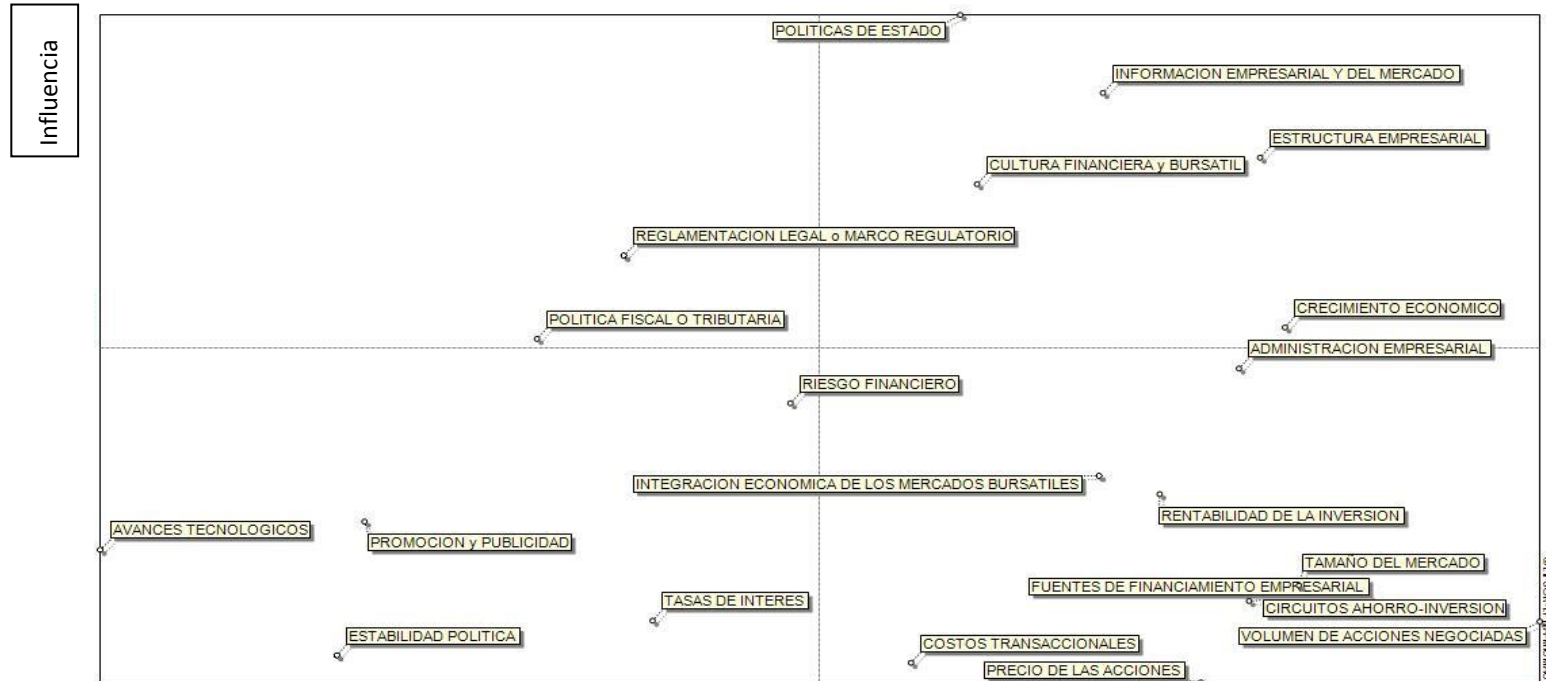 Influencia
POLITICAS DE ESTADO
INFORMACION EMPRESARIAL Y DEL MERCADO
ESTRUCTURA EMPRESARIAL
CULTURA FINANCIERA y BURSATIL
REGLAMENTACION LEGAL o MARCO REGULATORIO
CRECIMIENTO ECONOMICO
POLITICA FISCAL O TRIBUTARIA
ADMINISTRACION EMPRESARIAL
RIESGO FINANCIERO
INTEGRACION ECONOMICA DE LOS MERCADOS BURSATILES
RENTABILIDAD DE LA INVERSION
AVANCES TECNOLOGICOS
PROMOCION y PUBLICIDAD
TAMAÑO DEL MERCADO
FUENTES DE FINANCIAMIENTO EMPRESARIAL
TASAS DE INTERES
CIRCUITOS AHORRO-INVERSION
ESTABILIDAD POLITICA
VOLUMEN DE ACCIONES NEGOCIADAS
COSTOS TRANSACCIONALES
PRECIO DE LAS ACCIONES